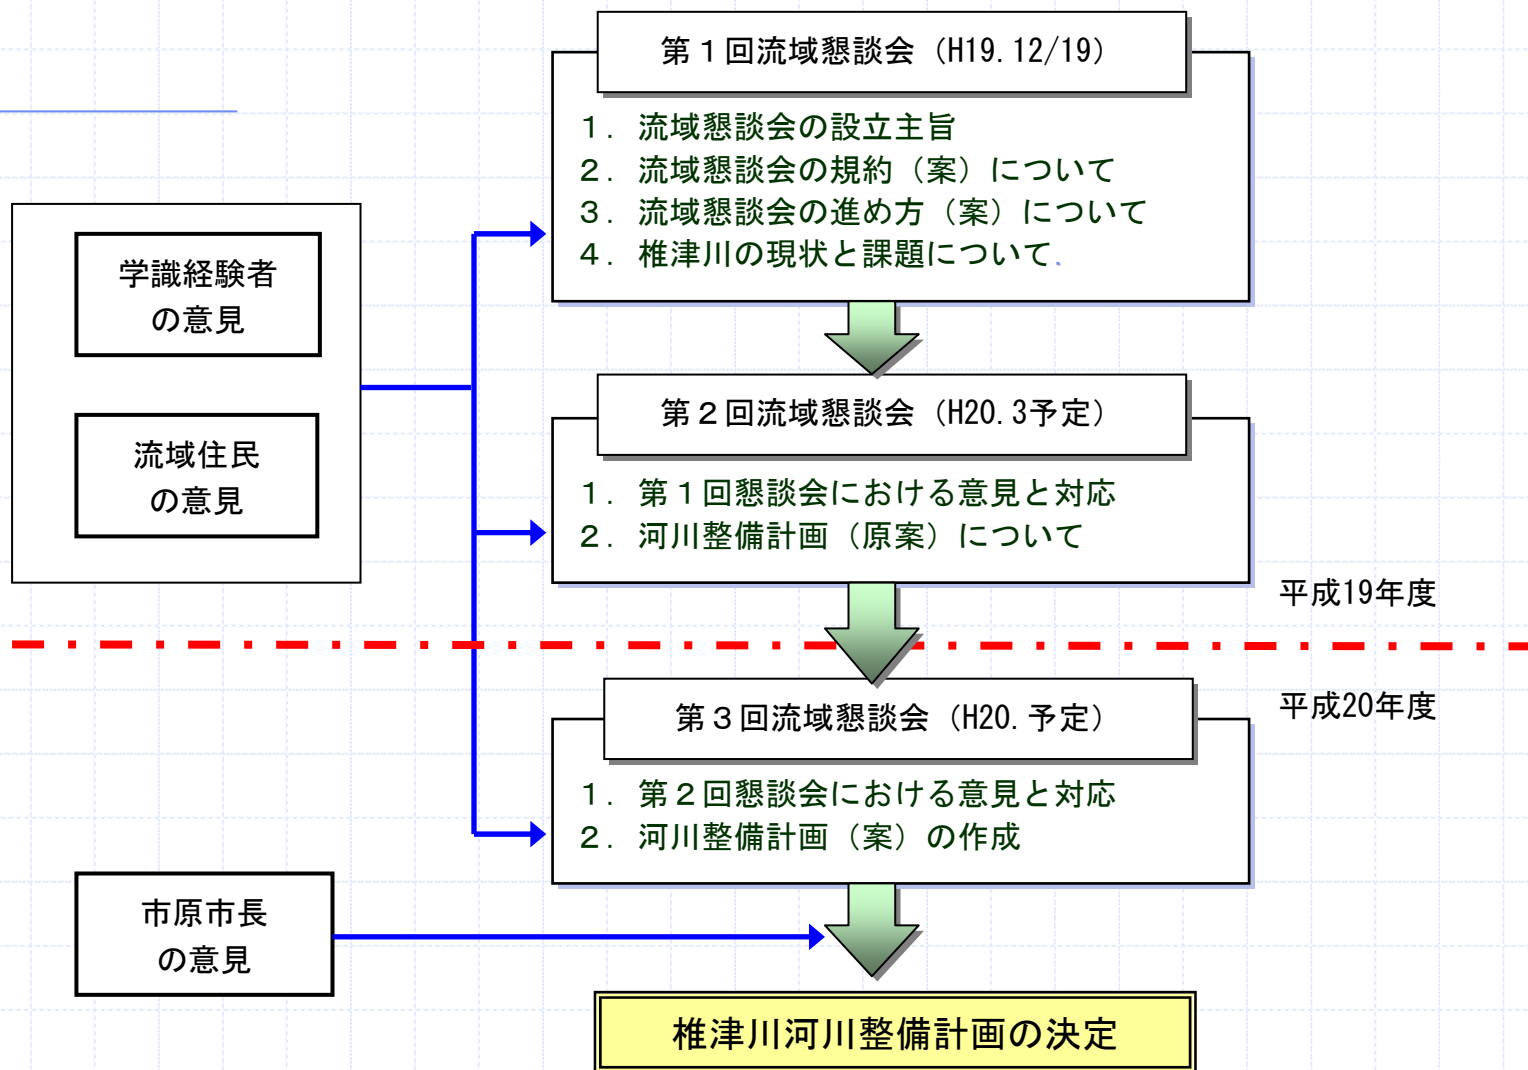 第１回流域懇談会（H19.12/19）
１．流域懇談会の設立主旨
２．流域懇談会の規約（案）について
３．流域懇談会の進め方（案）について
４．椎津川の現状と課題について．
学識経験者
の意見
流域住民
の意見
第２回流域懇談会（H20.3予定）
１．第１回懇談会における意見と対応
２．河川整備計画（原案）について
平成19年度
平成20年度
第３回流域懇談会（H20.予定）
１．第２回懇談会における意見と対応
２．河川整備計画（案）の作成
市原市長
の意見
椎津川河川整備計画の決定